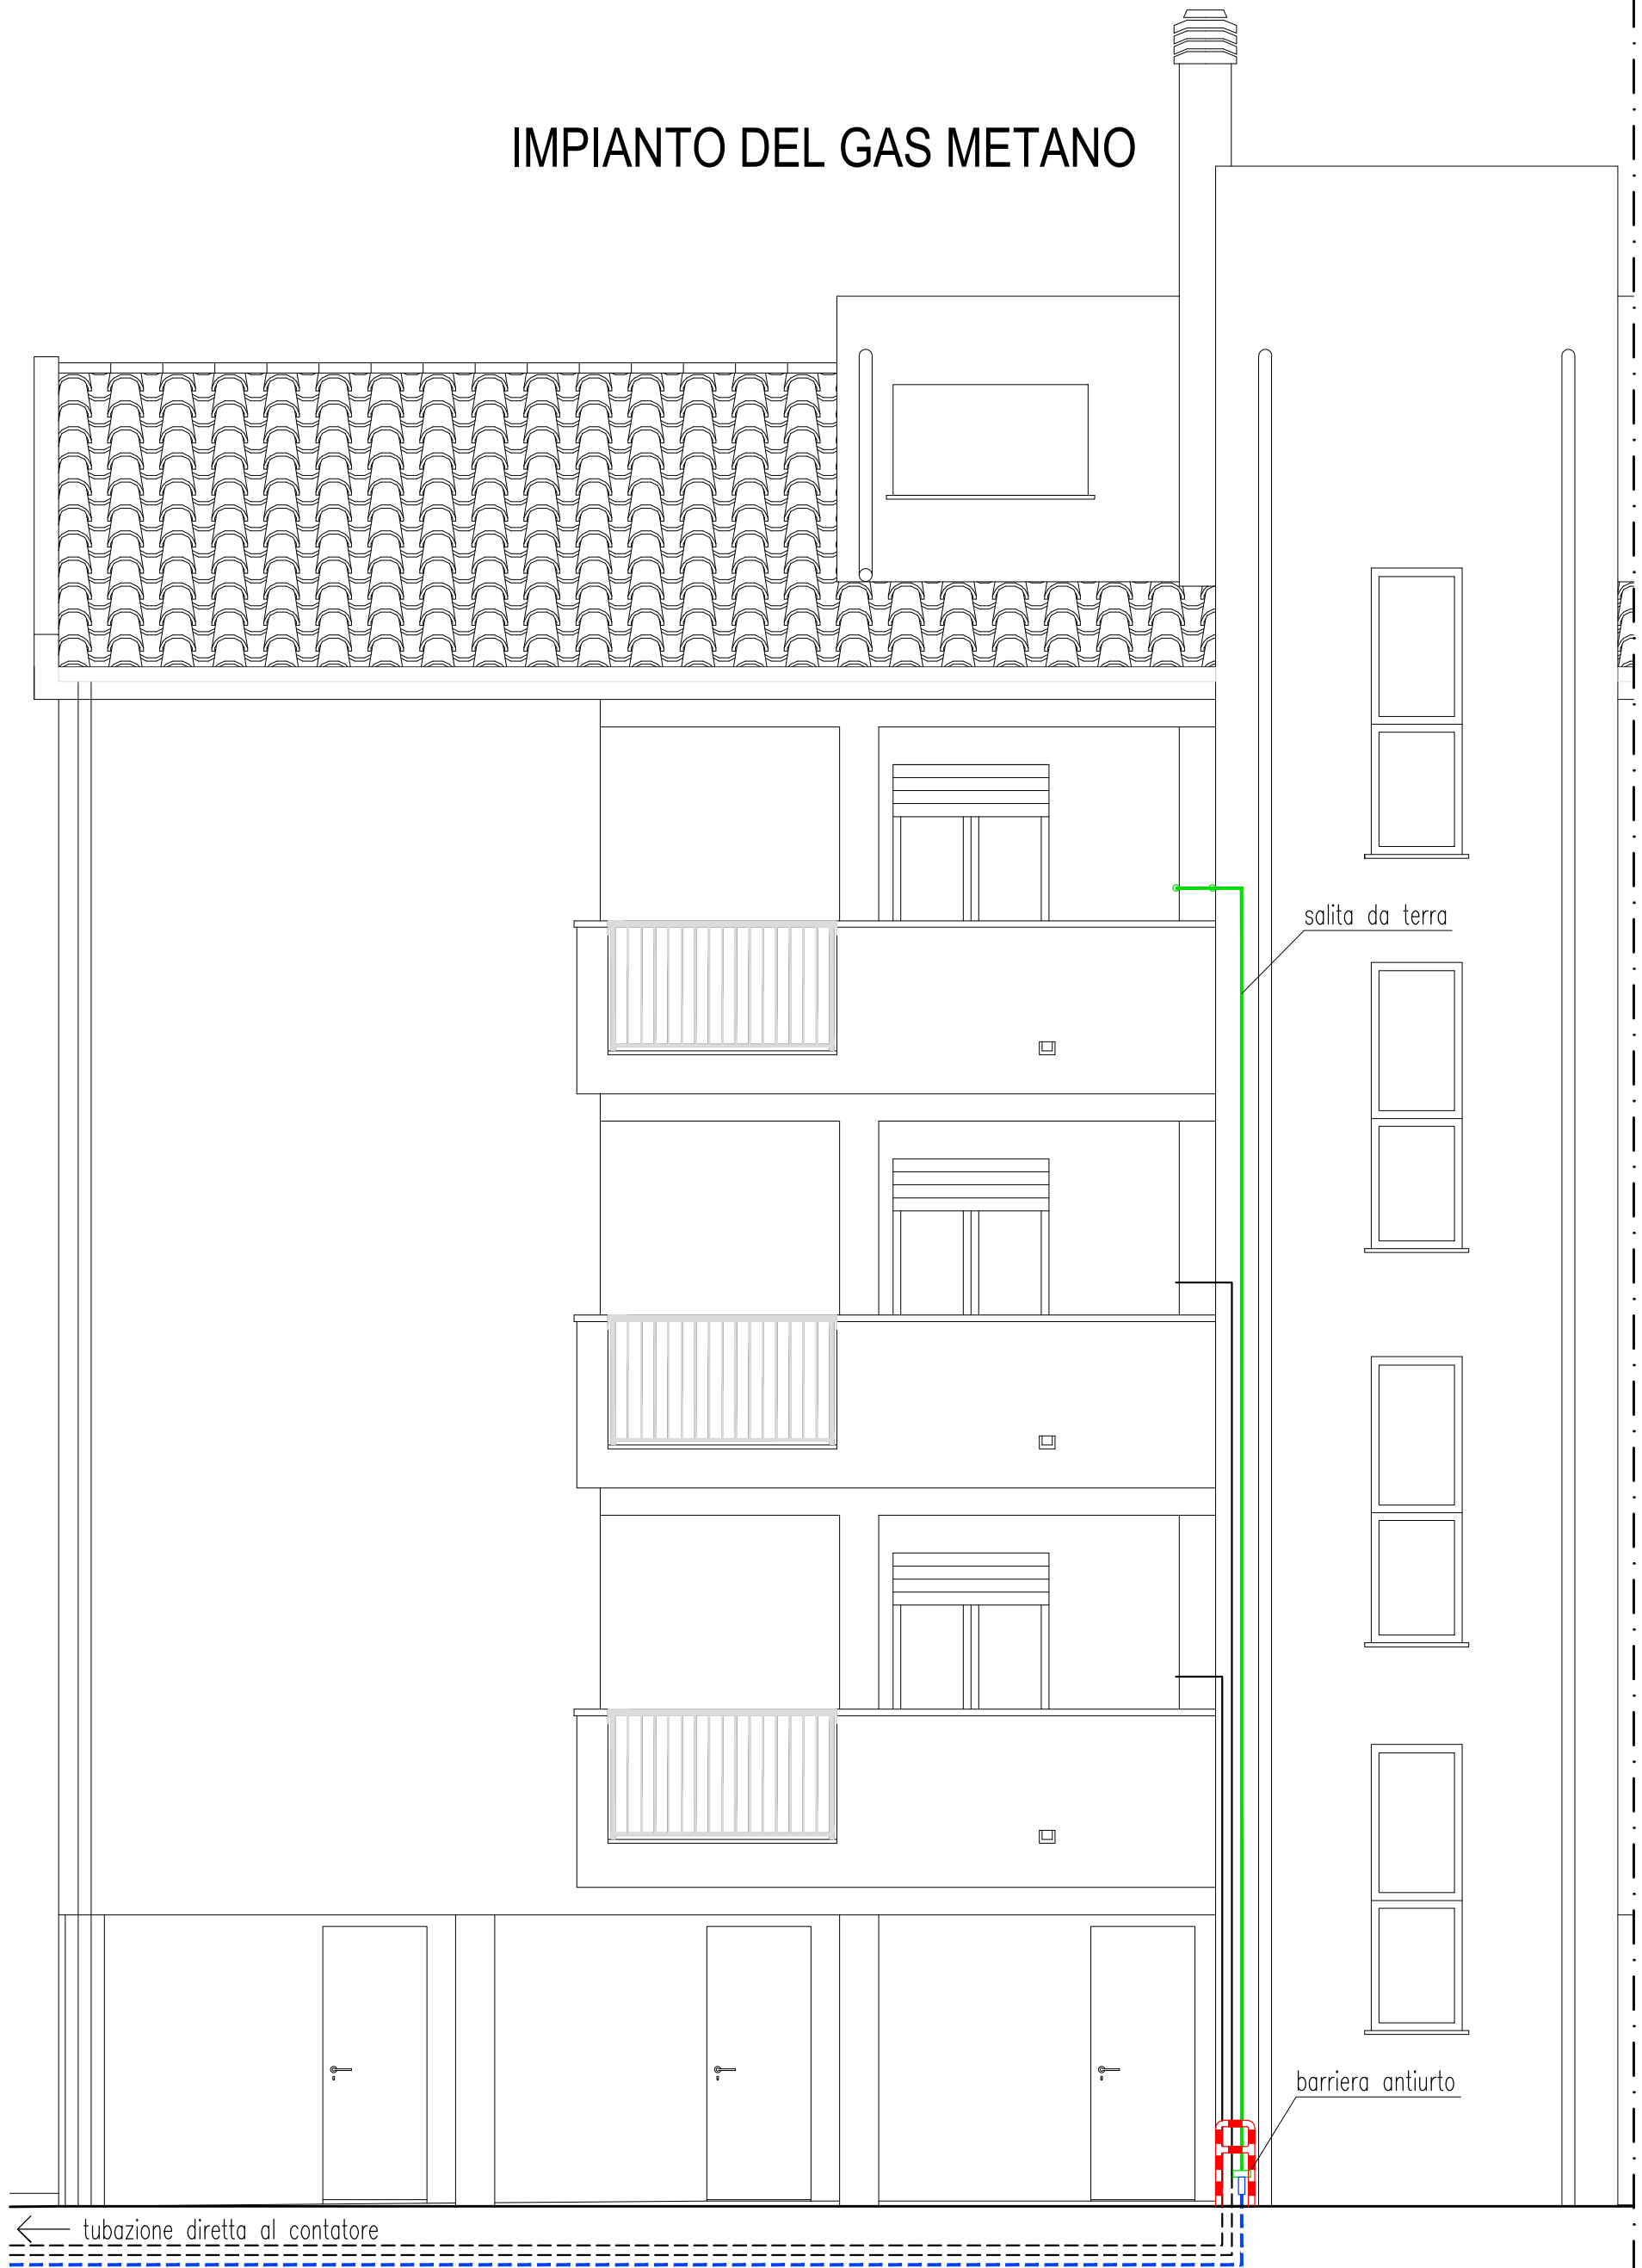 IMPIANTO DEL GAS METANO
salita da terra
barriera antiurto
tubazione diretta al contatore